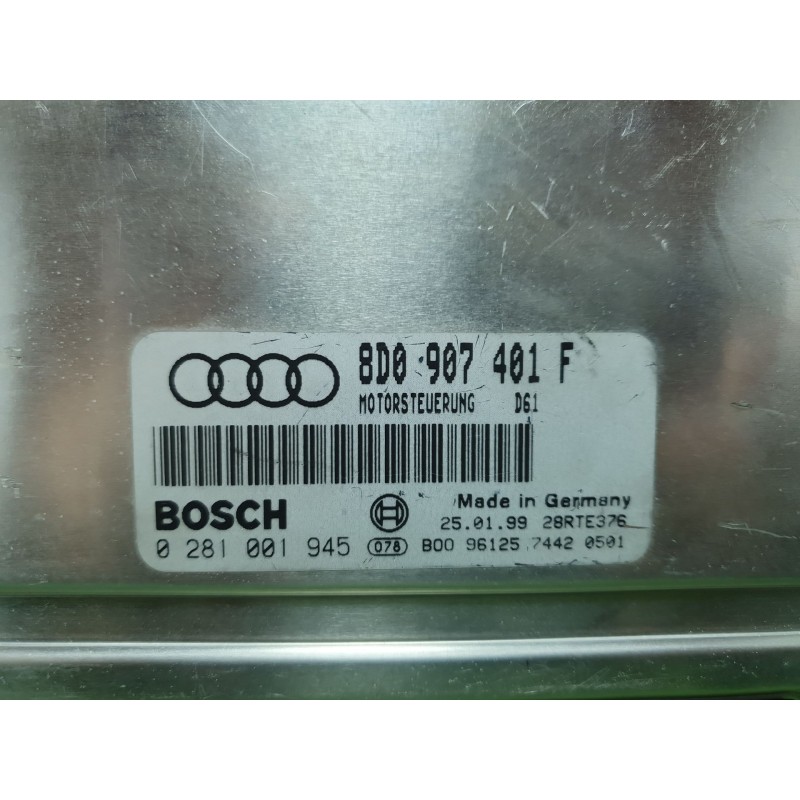 8D0 907 401 F
MOTORSTEUERUNG D61
BOSCH
Made in Germany
25.01.99 28RTE376
0 281 001 945 078 B00 96125 7442 0501